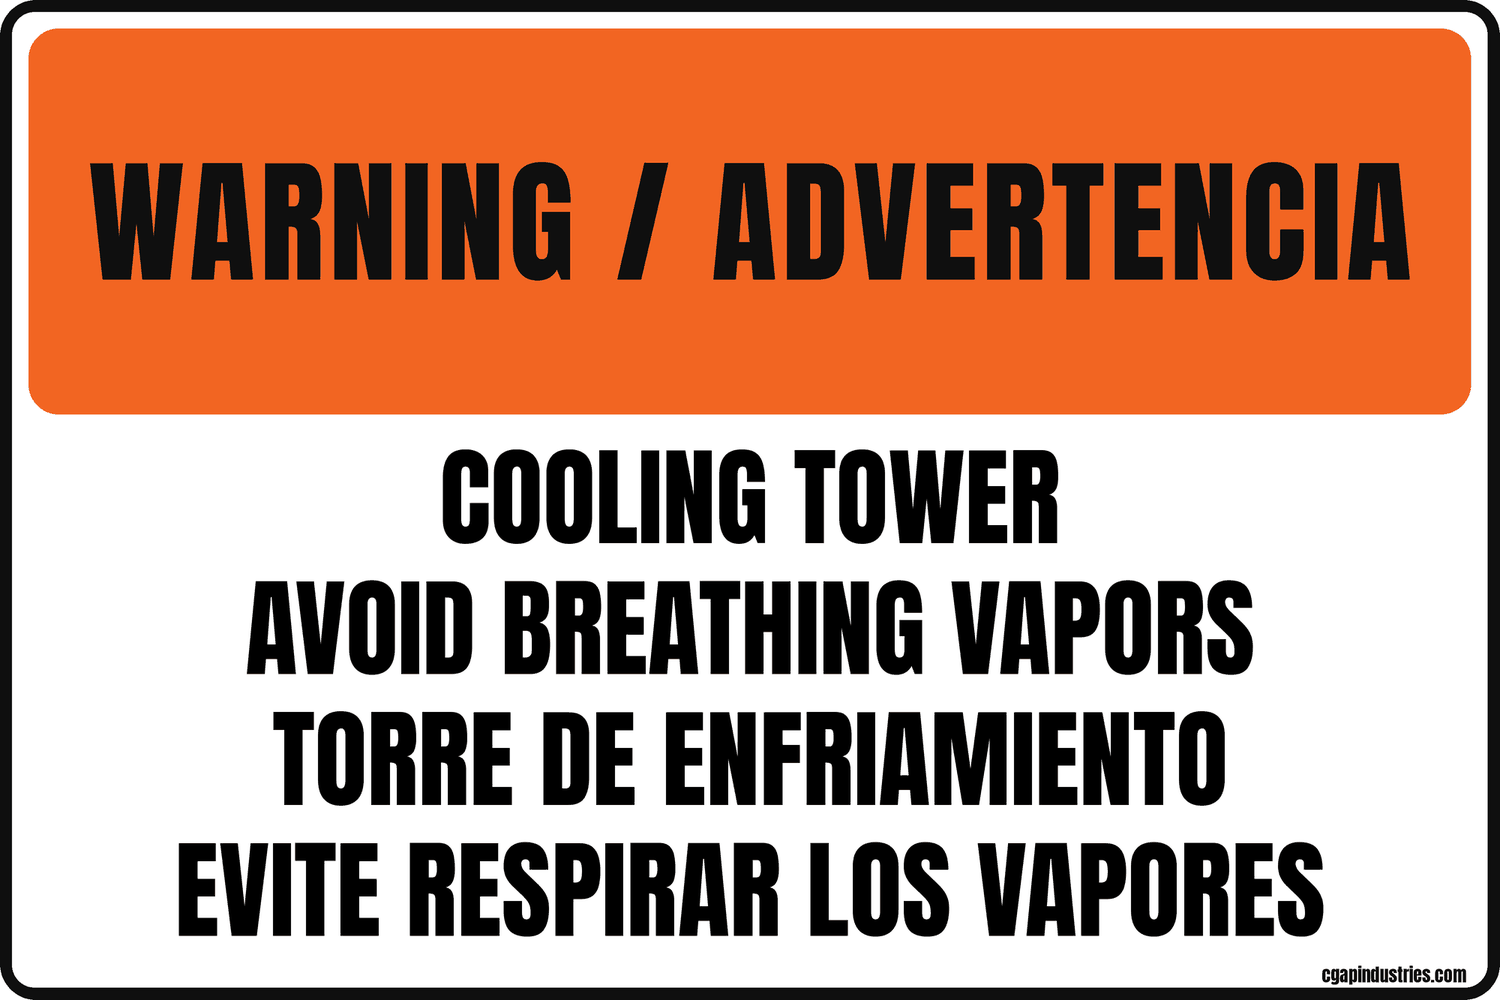 WARNING / ADVERTENCIA
COOLING TOWER
AVOID BREATHING VAPORS
TORRE DE ENFRIAMIENTO
EVITE RESPIRAR LOS VAPORES
cgapindustries.com